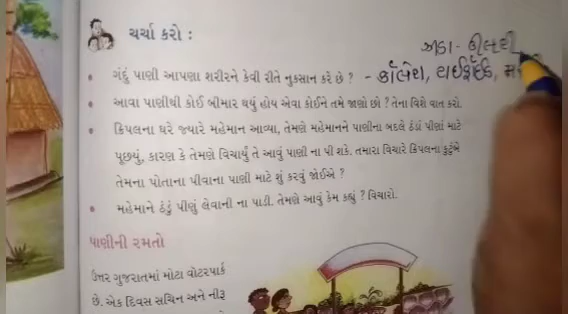 ચર્ચા કરો :
ઝાડા - ઊલટી
• ગંદું પાણી આપણા શરીરને કેવી રીતે નુકસાન કરે છે ? - કૉલેરા, ટાઈફૉઈડ, મ
• આવા પાણીથી કોઈ બીમાર થયું હોય એવા કોઈને તમે જાણો છો ? તેના વિશે વાત કરો.
• ડિપલના ઘરે જ્યારે મહેમાન આવ્યા, તેમણે મહેમાનને પાણીના બદલે ઠંડાં પીણાં માટે
પૂછ્યું, કારણ કે તેમણે વિચાર્યું તે આવું પાણી ના પી શકે. તમારા વિચારે ડિપલના કુટુંબે
તેમના પોતાના પીવાના પાણી માટે શું કરવું જોઈએ ?
• મહેમાને ઠંડું પીણું લેવાની ના પાડી. તેમણે આવું કેમ કહ્યું ? વિચારો.
પાણીની રમતો
ઉત્તર ગુજરાતમાં મોટા વોટરપાર્ક
છે. એક દિવસ સચિન અને નીરૂ